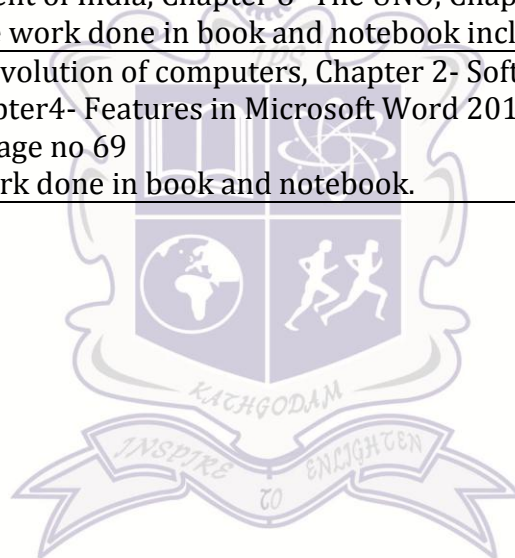 ent of India, Chapter 8- The UNO, Chap
e work done in book and notebook incl
volution of computers, Chapter 2- Soft
pter4- Features in Microsoft Word 201
age no 69
rk done in book and notebook.
KATHGODAM
INSPIRE TO ENLIGHTEN